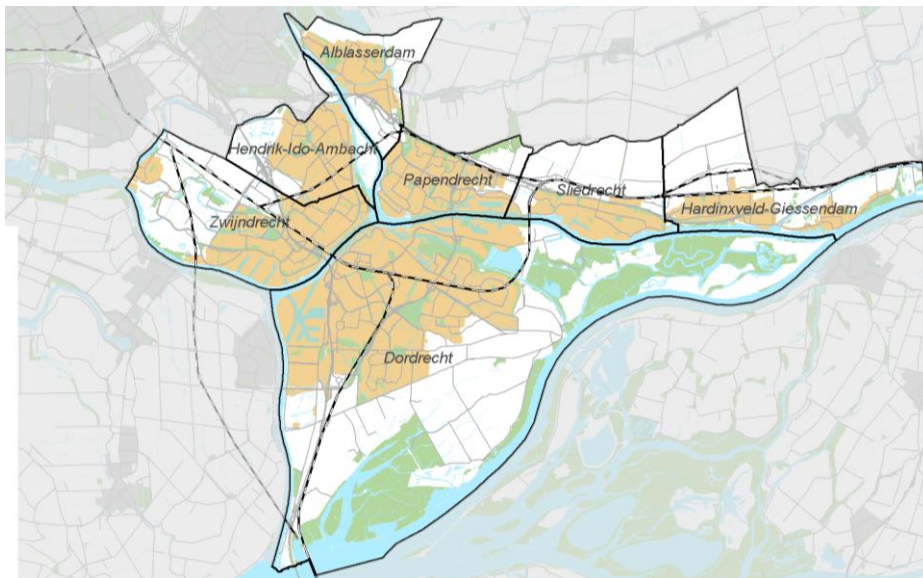 Alblasserdam
Hendrik-Ido-Ambacht
Papendrecht
Sliedrecht
Hardinxveld-Giessendam
Zwijndrecht
Dordrecht